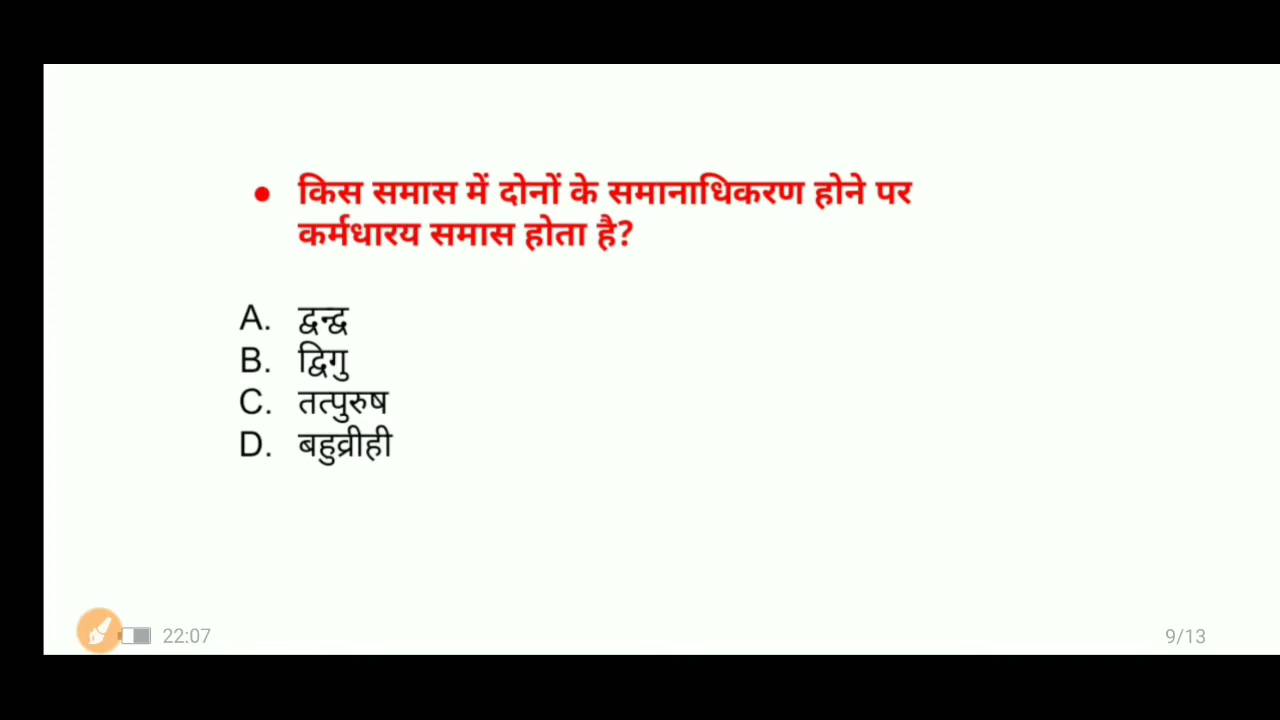 ● किस समास में दोनों के समानाधिकरण होने पर
कर्मधारय समास होता है?
A. द्वन्द्व
B. द्विगु
C. तत्पुरुष
D. बहुव्रीही
22:07
9/13